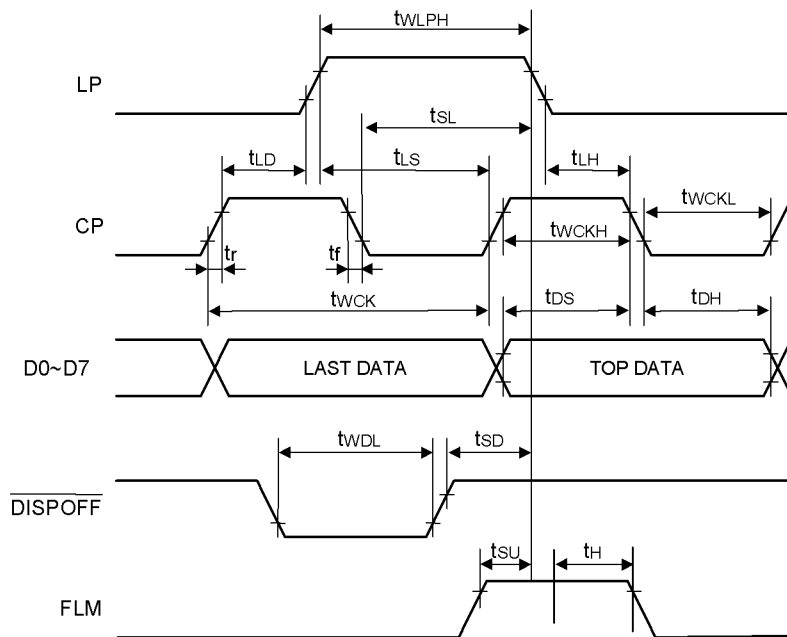 tWLPH
LP
tSL
tLD tLS tLH
tWCKL
CP
tWCKH
tr tf
tWCK tDS tDH
D0~D7 LAST DATA TOP DATA
tWDL tSD
DISPOFF
tSU tH
FLM